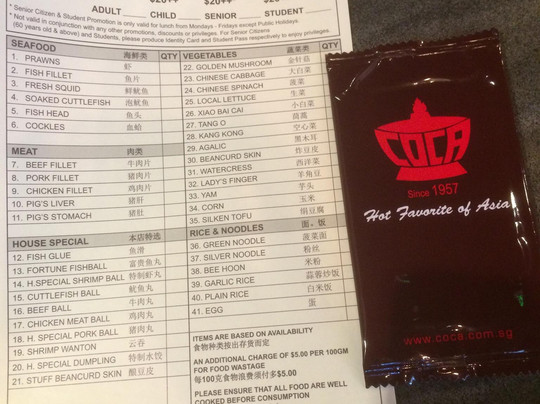 $20++ $20++
ADULT CHILD SENIOR STUDENT
* Senior Citizen & Student Promotion is only valid for lunch from Mondays - Fridays except Public Holidays
* Not valid in conjunction with any other promotions, discounts or privileges. For Senior Citizens
(60 years old & above) and Students, please produce Identity Card and Student Pass respectively to enjoy privileges.
SEAFOOD 海鲜类 QTY
1. PRAWNS 虾
2. FISH FILLET 鱼片
3. FRESH SQUID 鲜鱿鱼
4. SOAKED CUTTLEFISH 泡鱿鱼
5. FISH HEAD 鱼头
6. COCKLES 血蛤
MEAT 肉类
7. BEEF FILLET 牛肉片
8. PORK FILLET 猪肉片
9. CHICKEN FILLET 鸡肉片
10. PIG'S LIVER 猪肝
11. PIG'S STOMACH 猪肚
HOUSE SPECIAL 本店特选
12. FISH GLUE 鱼滑
13. FORTUNE FISHBALL 富贵鱼丸
14. H.SPECIAL SHRIMP BALL 特制虾丸
15. CUTTLEFISH BALL 鱿鱼丸
16. BEEF BALL 牛肉丸
17. CHICKEN MEAT BALL 鸡肉丸
18. H. SPECIAL PORK BALL 猪肉丸
19. SHRIMP WANTON 云吞
20. H. SPECIAL DUMPLING 特制水饺
21. STUFF BEANCURD SKIN 酿豆皮
VEGETABLES 蔬菜类 QTY
22. GOLDEN MUSHROOM 金针菇
23. CHINESE CABBAGE 大白菜
24. CHINESE SPINACH 菠菜
25. LOCAL LETTUCE 生菜
26. XIAO BAI CAI 小白菜
27. TANG O 茼蒿
28. KANG KONG 空心菜
29. AGALIC 黑木耳
30. BEANCURD SKIN 炸豆皮
31. WATERCRESS 西洋菜
32. LADY'S FINGER 羊角豆
33. YAM 芋头
34. CORN 玉米
35. SILKEN TOFU 绢豆腐
RICE & NOODLES 面，饭
36. GREEN NOODLE 菠菜面
37. SILVER NOODLE 粉丝
38. BEE HOON 米粉
39. GARLIC RICE 蒜蓉炒饭
40. PLAIN RICE 白米饭
41. EGG 蛋
ITEMS ARE BASED ON AVAILABILITY
食物种类按出存货而定
AN ADDITIONAL CHARGE OF $5.00 PER 100GM
FOR FOOD WASTAGE
每100克食物浪费须付多$5.00
PLEASE ENSURE THAT ALL FOOD ARE WELL
COOKED BEFORE CONSUMPTION
COCA
Since 1957
Hot Favorite of Asia
www.coca.com.sg